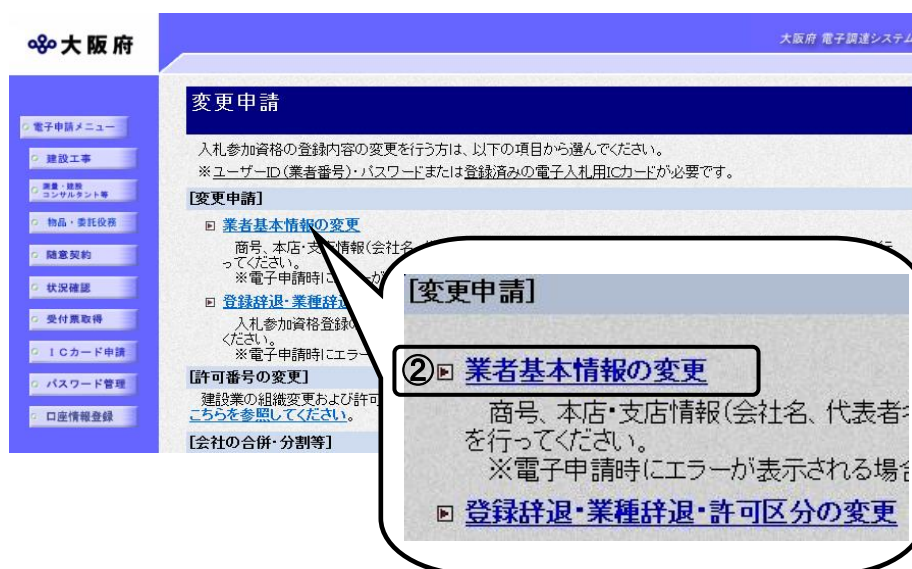 大阪府
大阪府 電子調達システム
電子申請メニュー
建設工事
測量・建設
コンサルタント等
物品・委託役務
随意契約
状況確認
受付票取得
ICカード申請
パスワード管理
口座情報登録
変更申請
入札参加資格の登録内容の変更を行う方は、以下の項目から選んでください。
※ユーザーID(業者番号)・パスワードまたは登録済みの電子入札用ICカードが必要です。
[変更申請]
業者基本情報の変更
商号、本店・支店情報(会社名
ってください。
※電子申請時に
登録辞退・業種辞退
入札参加資格登録
ください。
※電子申請時にエラー
[許可番号の変更]
建設業の組織変更および許可
こちらを参照してください。
[会社の合併・分割等]
[変更申請]
②業者基本情報の変更
商号、本店・支店情報(会社名、代表者
を行ってください。
※電子申請時にエラーが表示される場合
登録辞退・業種辞退・許可区分の変更